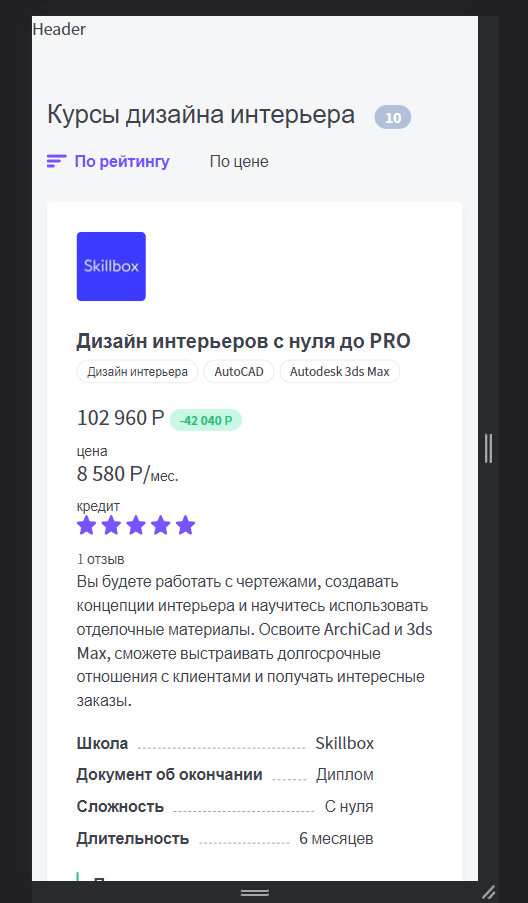 Header
Курсы дизайна интерьера 10
По рейтингу По цене
Skillbox
Дизайн интерьеров с нуля до PRO
Дизайн интерьера AutoCAD Autodesk 3ds Max
102 960 Р -42 040 Р
цена
8 580 Р/мес.
кредит
1 отзыв
Вы будете работать с чертежами, создавать
концепции интерьера и научитесь использовать
отделочные материалы. Освоите ArchiCad и 3ds
Max, сможете выстраивать долгосрочные
отношения с клиентами и получать интересные
заказы.
Школа Skillbox
Документ об окончании Диплом
Сложность С нуля
Длительность 6 месяцев